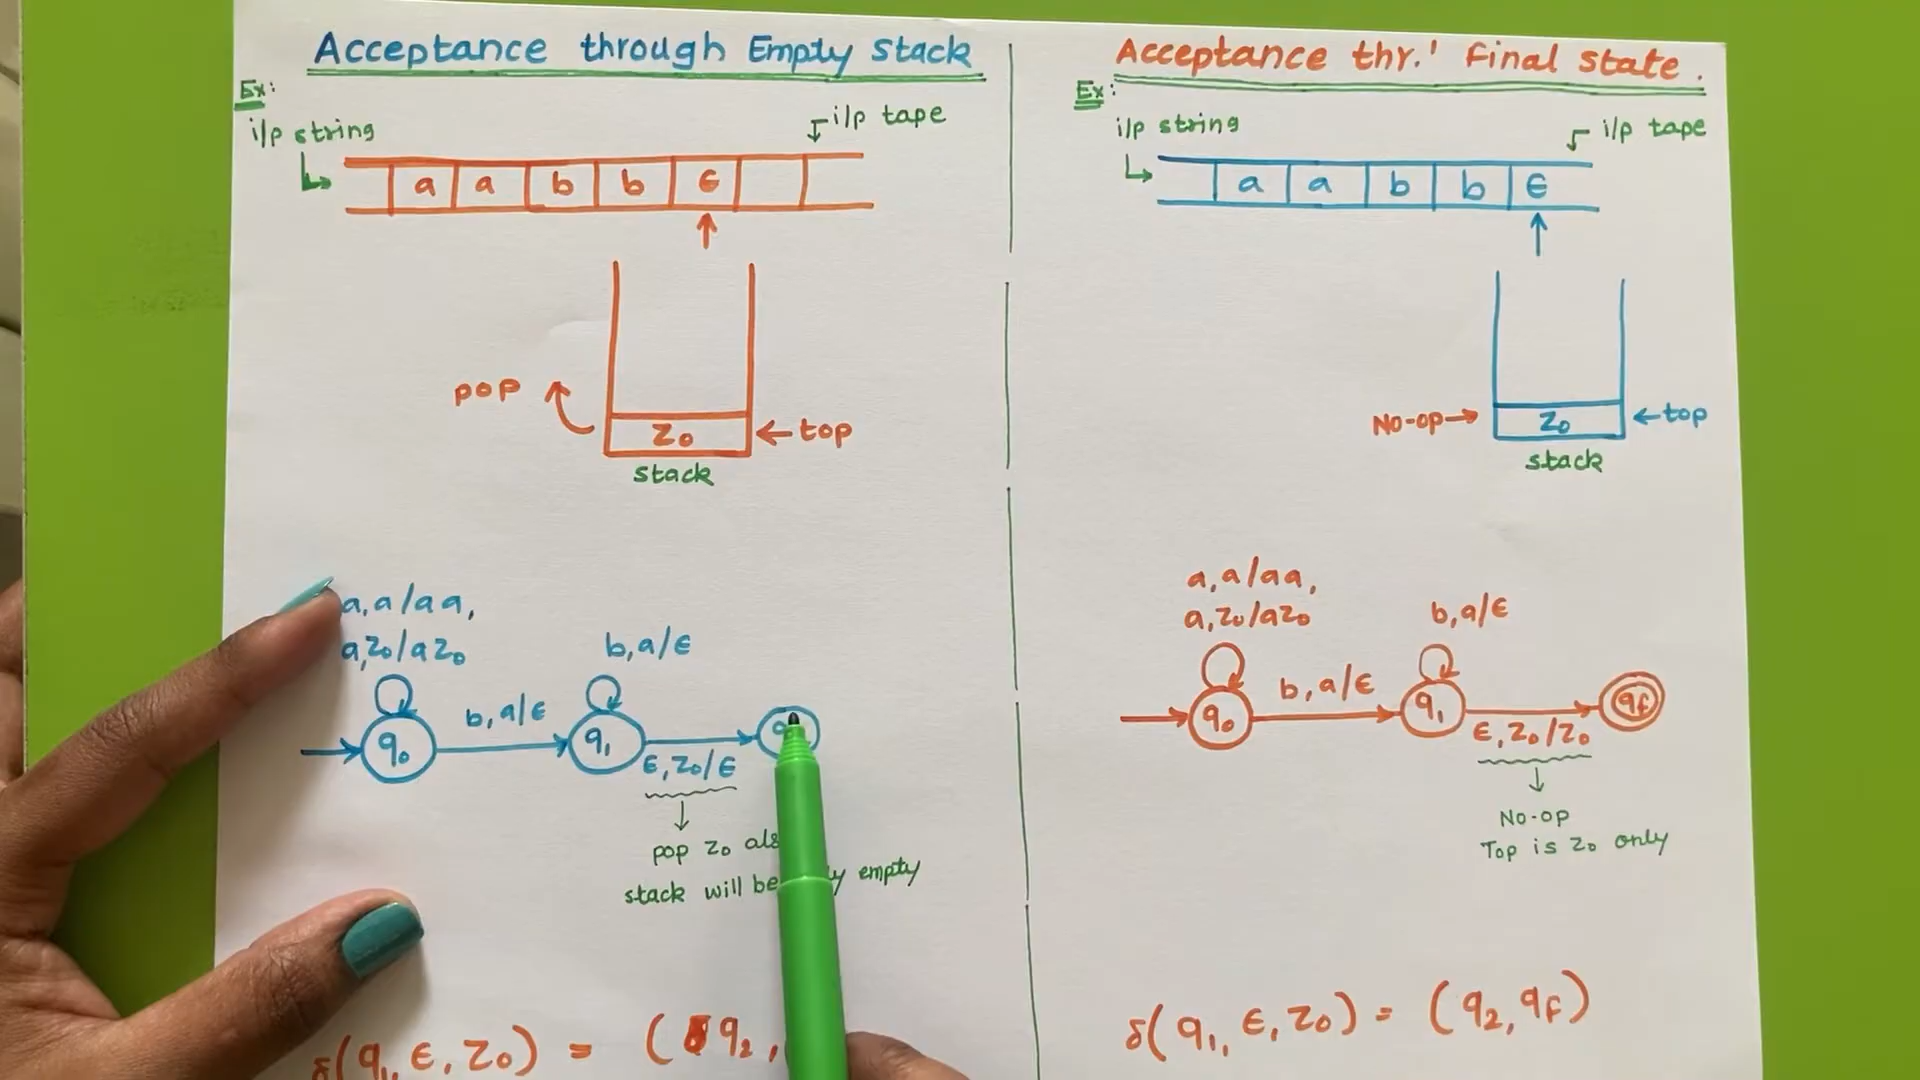 Acceptance through Empty Stack
Ex:
i/p string
i/p tape
a a b b ϵ
pop
Z₀
←top
stack
a,a/aa,
a,Z₀/aZ₀
b,a/ϵ
b,a/ϵ
q₀
q₁
ϵ,Z₀/ϵ
pop Z₀
stack will be empty
δ(q₁, ϵ, Z₀) = ( q₂,
Acceptance thr.' Final state.
Ex:
i/p string
i/p tape
a a b b ϵ
No-op→
Z₀
←top
stack
a,a/aa,
a,Z₀/aZ₀
b,a/ϵ
b,a/ϵ
q₀
q₁
qf
ϵ,Z₀/Z₀
No-op
Top is Z₀ only
δ(q₁, ϵ, Z₀) = (q₂, qf)